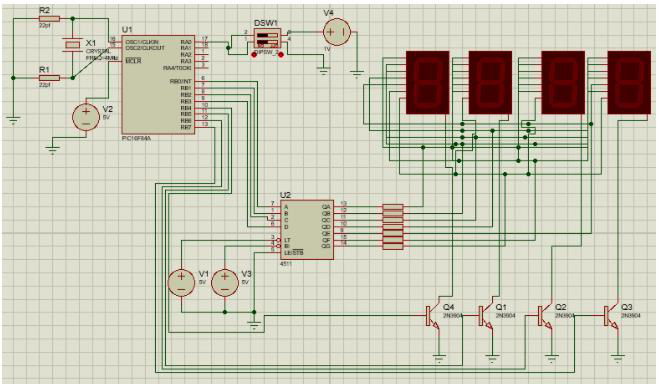 R2
22pf
X1
CRYSTAL
FREQ=4MHz
R1
22pf
V2
5V
U1
16 OSC1/CLKIN RA0 17
15 OSC2/CLKOUT RA1 18
RA2 1
4 MCLR RA3 2
RA4/T0CKI 3
RB0/INT 6
RB1 7
RB2 8
RB3 9
RB4 10
RB5 11
RB6 12
RB7 13
PIC16F84A
DSW1
DIPSW_2
V4
1V
U2
7 A QA 13
1 B QB 12
2 C QC 11
6 D QD 10
QE 9
3 LT QF 15
4 BI QG 14
5 LE/STB
4511
V1
5V
V3
5V
Q4
2N3904
Q1
2N3904
Q2
2N3904
Q3
2N3904